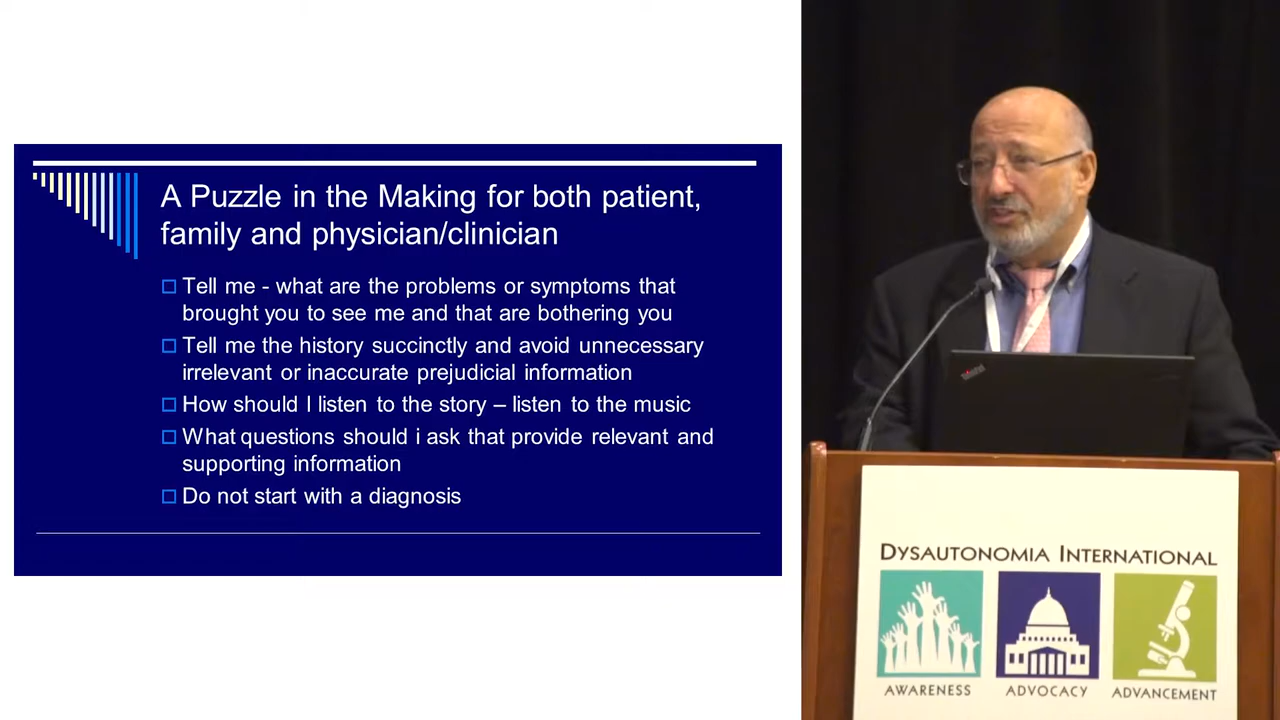 A Puzzle in the Making for both patient,
family and physician/clinician
Tell me - what are the problems or symptoms that
brought you to see me and that are bothering you
Tell me the history succinctly and avoid unnecessary
irrelevant or inaccurate prejudicial information
How should I listen to the story – listen to the music
What questions should i ask that provide relevant and
supporting information
Do not start with a diagnosis
ThinkPad
DYSAUTONOMIA INTERNATIONAL
AWARENESS
ADVOCACY
ADVANCEMENT